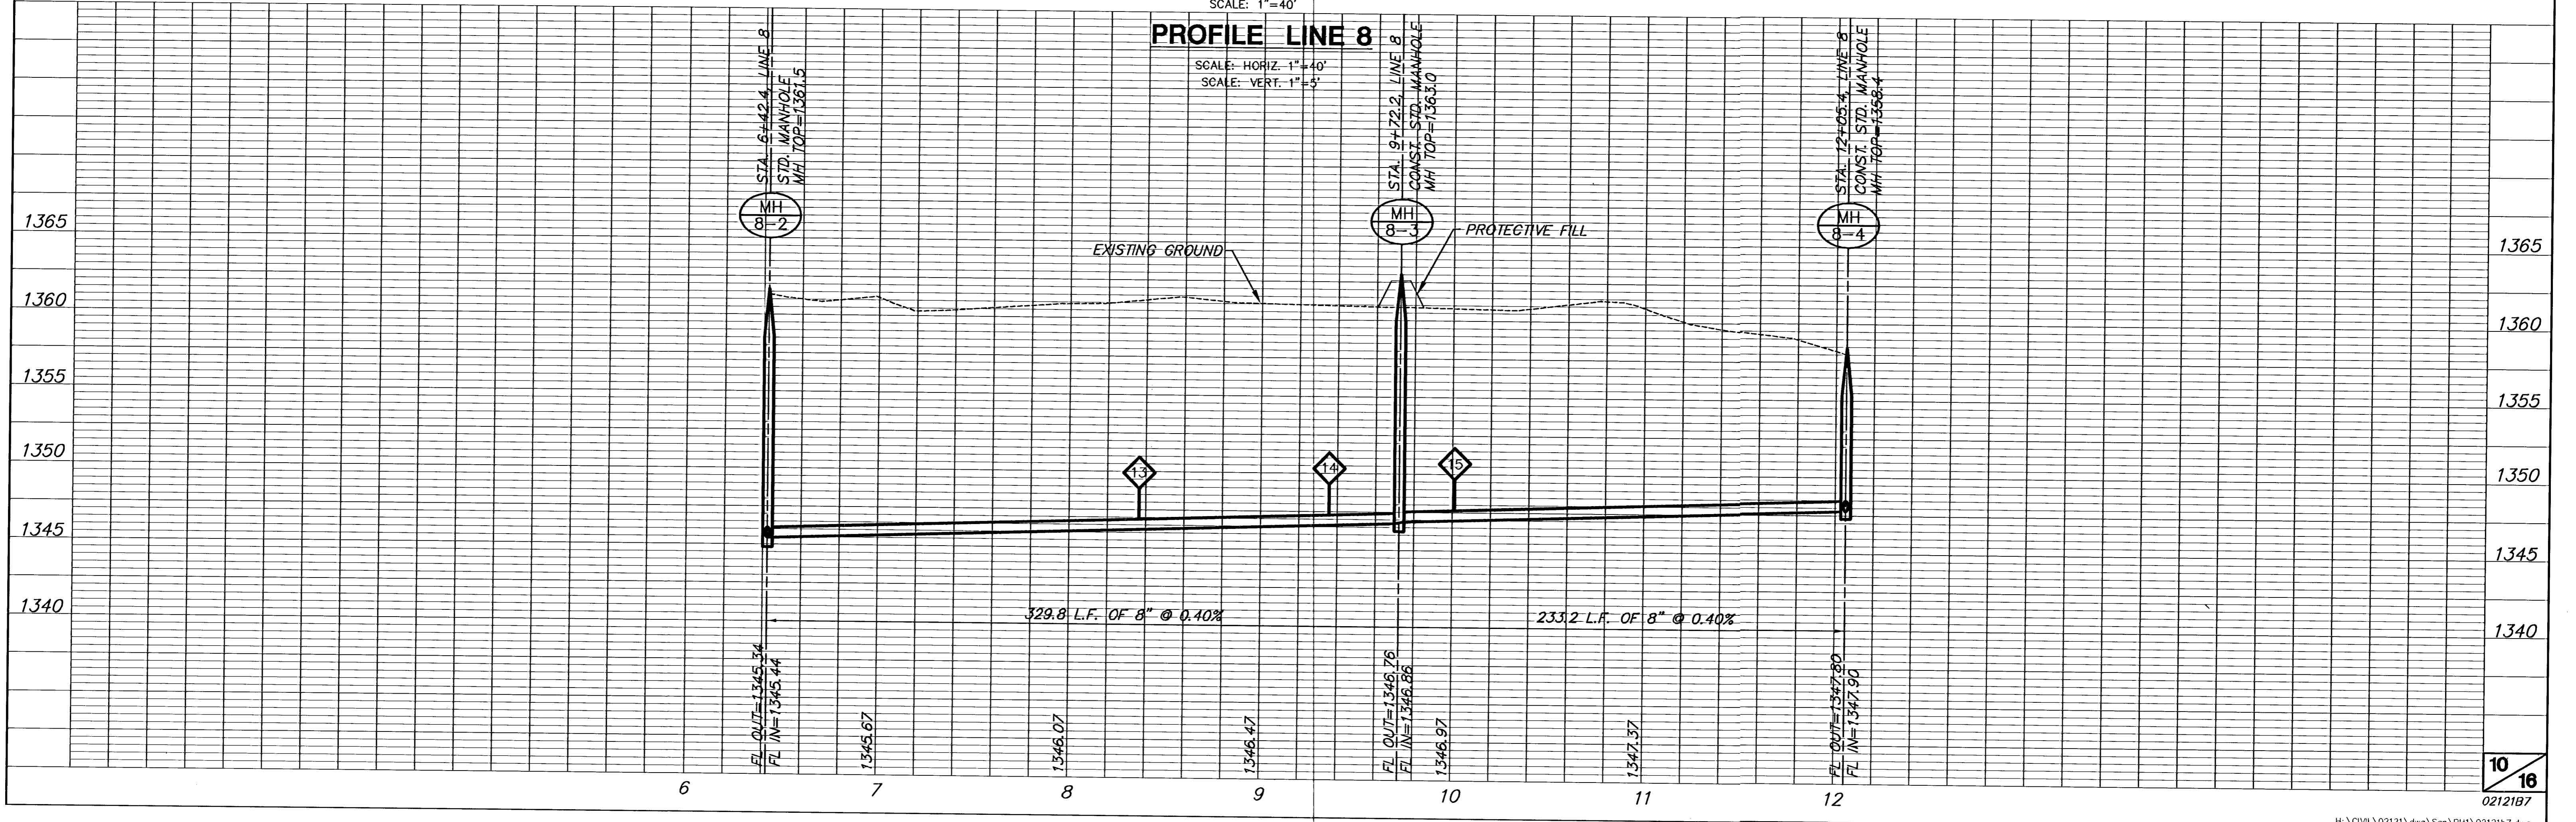 SCALE: 1"=40'
PROFILE LINE 8
SCALE: HORIZ. 1"=40'
SCALE: VERT. 1"=5'
STA. 6+42.4, LINE 8
STD. MANHOLE
MH TOP=1361.5
STA. 9+72.2, LINE 8
CONST. STD. MANHOLE
MH TOP=1363.0
STA. 12+05.4, LINE 8
CONST. STD. MANHOLE
MH TOP=1358.4
MH
8-2
MH
8-3
MH
8-4
EXISTING GROUND
PROTECTIVE FILL
1365
1360
1355
1350
1345
1340
1365
1360
1355
1350
1345
1340
13
14
15
329.8 L.F. OF 8" @ 0.40%
233.2 L.F. OF 8" @ 0.40%
FL OUT=1345.34
FL IN=1345.44
1345.67
1346.07
1346.47
FL OUT=1346.76
FL IN=1346.86
1346.97
1347.37
FL OUT=1347.80
FL IN=1347.90
6
7
8
9
10
11
12
10
16
02121B7